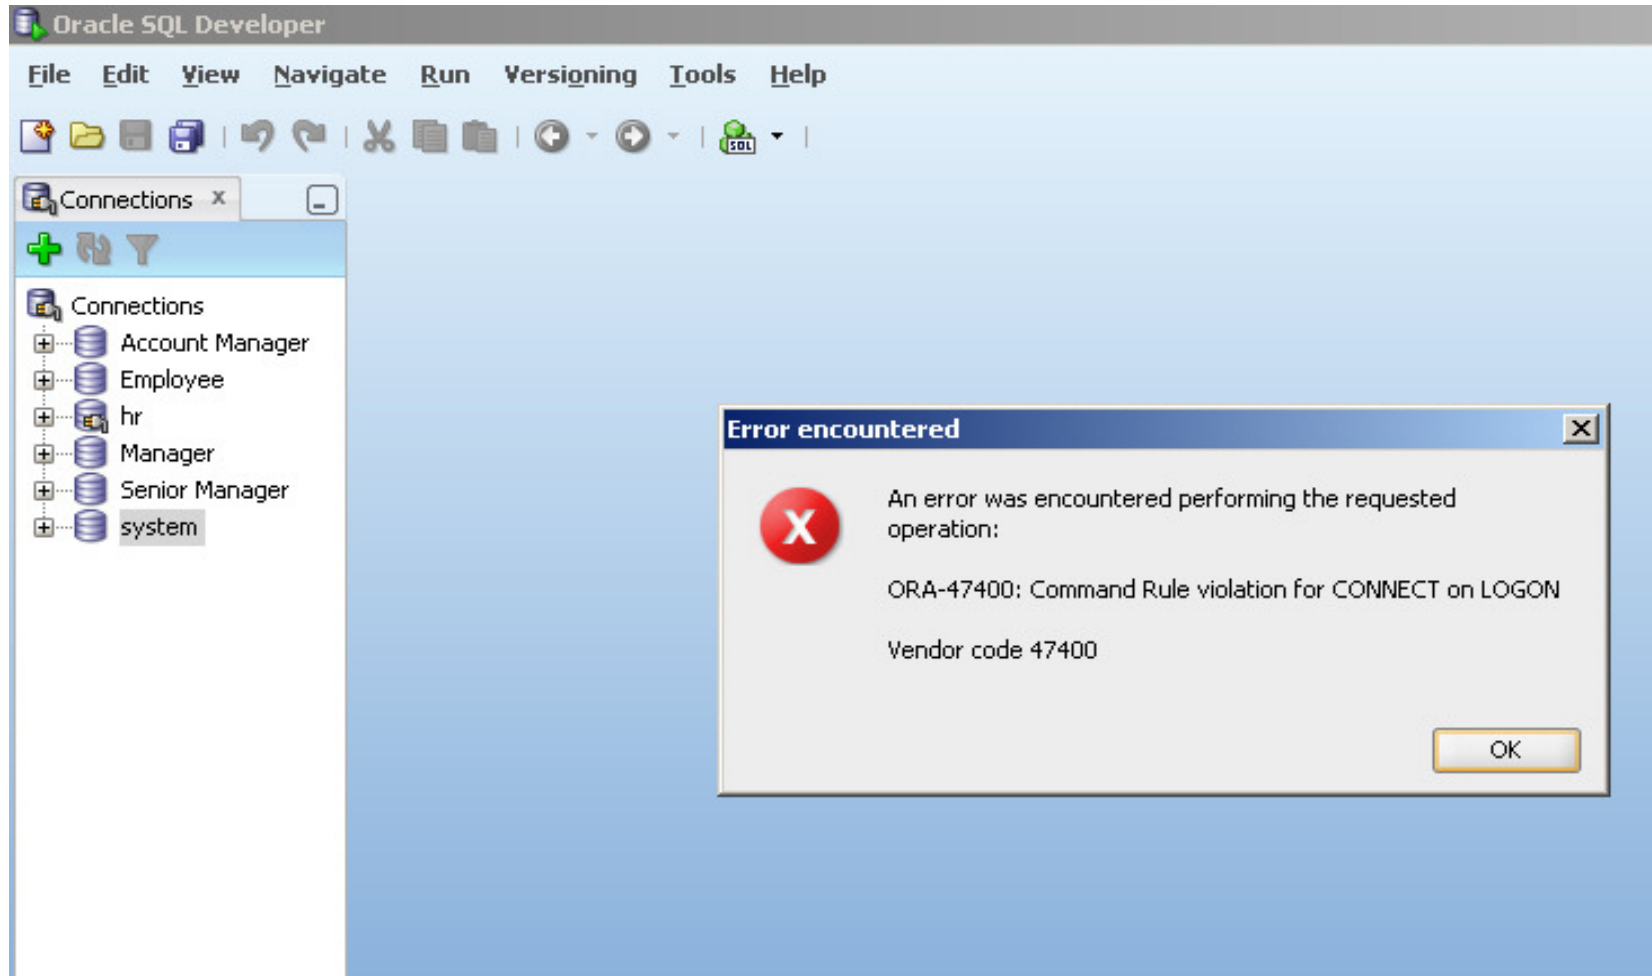 Oracle SQL Developer
File Edit View Navigate Run Versioning Tools Help
SQL
Connections x
Connections
Account Manager
Employee
hr
Manager
Senior Manager
system
Error encountered
An error was encountered performing the requested
operation:
ORA-47400: Command Rule violation for CONNECT on LOGON
Vendor code 47400
OK